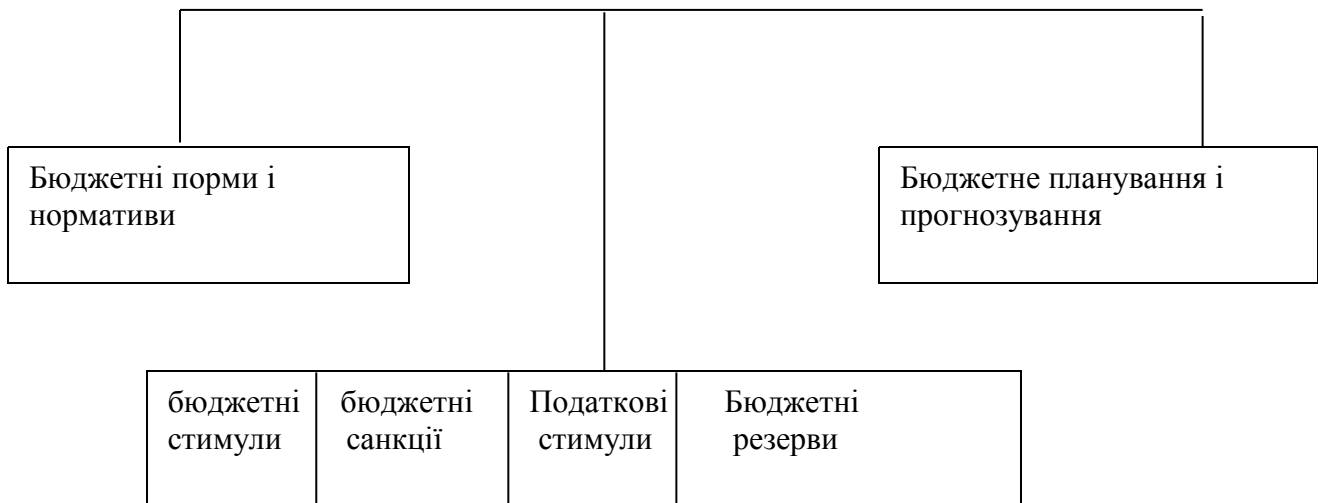 Бюджетні порми і
нормативи
Бюджетне планування і
прогнозування
бюджетні
стимули
бюджетні
санкції
Податкові
стимули
Бюджетні
резерви